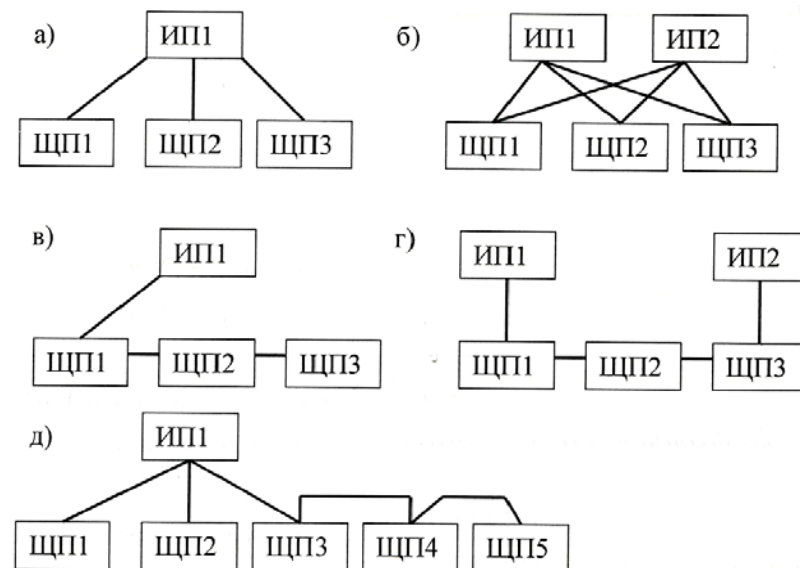 а) ИП1
ЩП1 ЩП2 ЩП3
б) ИП1 ИП2
ЩП1 ЩП2 ЩП3
в) ИП1
ЩП1 ЩП2 ЩП3
г) ИП1 ИП2
ЩП1 ЩП2 ЩП3
д) ИП1
ЩП1 ЩП2 ЩП3 ЩП4 ЩП5